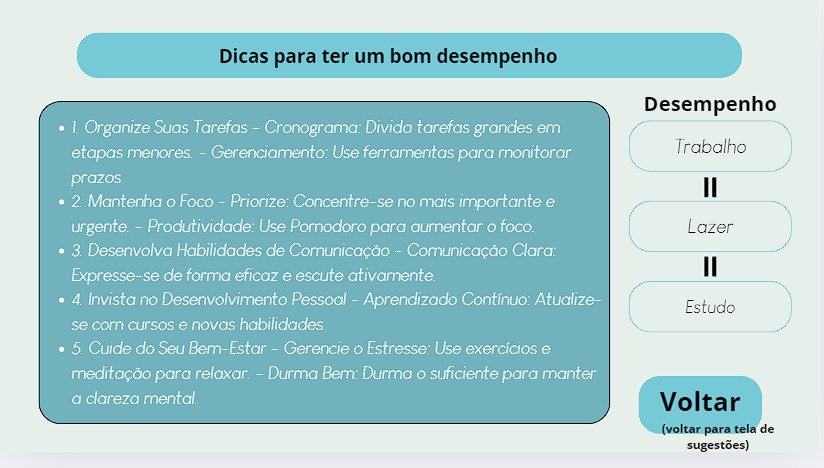 Dicas para ter um bom desempenho
• 1. Organize Suas Tarefas - Cronograma: Divida tarefas grandes em
etapas menores. - Gerenciamento: Use ferramentas para monitorar
prazos.
• 2. Mantenha o Foco - Priorize: Concentre-se no mais importante e
urgente. - Produtividade: Use Pomodoro para aumentar o foco.
• 3. Desenvolva Habilidades de Comunicação - Comunicação Clara:
Expresse-se de forma eficaz e escute ativamente.
• 4. Invista no Desenvolvimento Pessoal - Aprendizado Contínuo: Atualize-
se com cursos e novas habilidades.
• 5. Cuide do Seu Bem-Estar - Gerencie o Estresse: Use exercícios e
meditação para relaxar. - Durma Bem: Durma o suficiente para manter
a clareza mental.
Desempenho
Trabalho
Lazer
Estudo
Voltar
(voltar para tela de
sugestões)